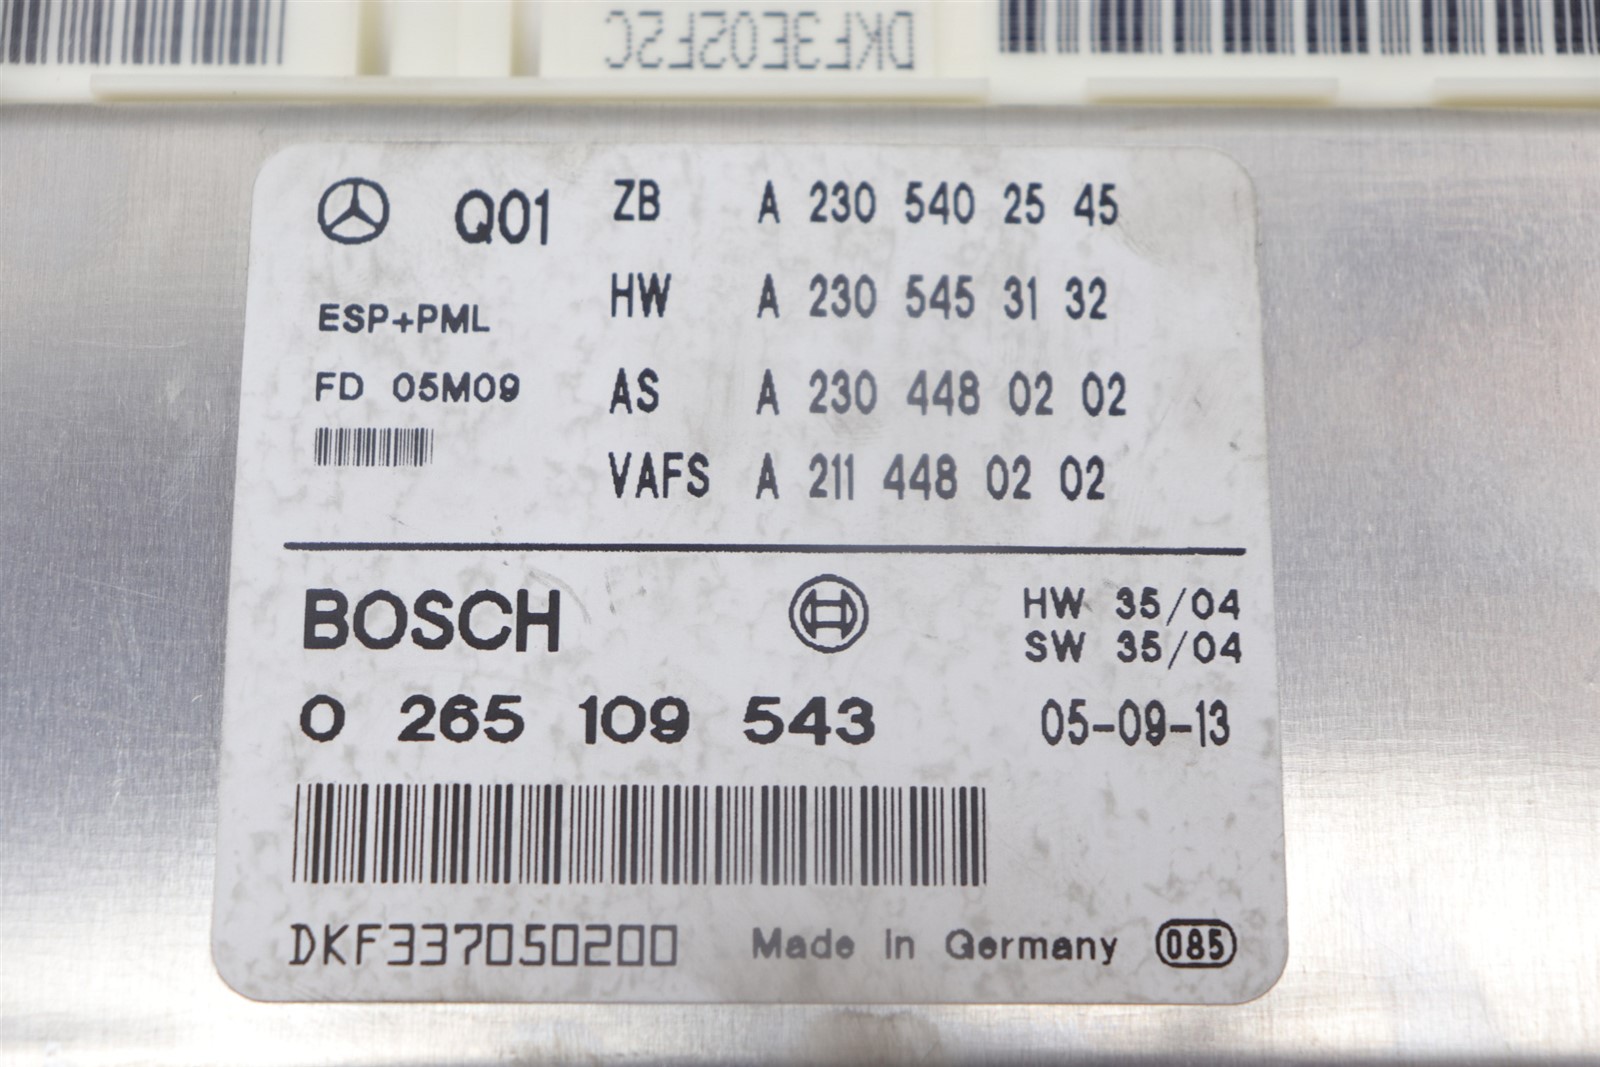 DKF3E02F2C
Q01
ZB A 230 540 25 45
HW A 230 545 31 32
ESP+PML
FD 05M09
AS A 230 448 02 02
VAFS A 211 448 02 02
BOSCH
HW 35/04
SW 35/04
0 265 109 543
05-09-13
DKF337050200
Made in Germany
085